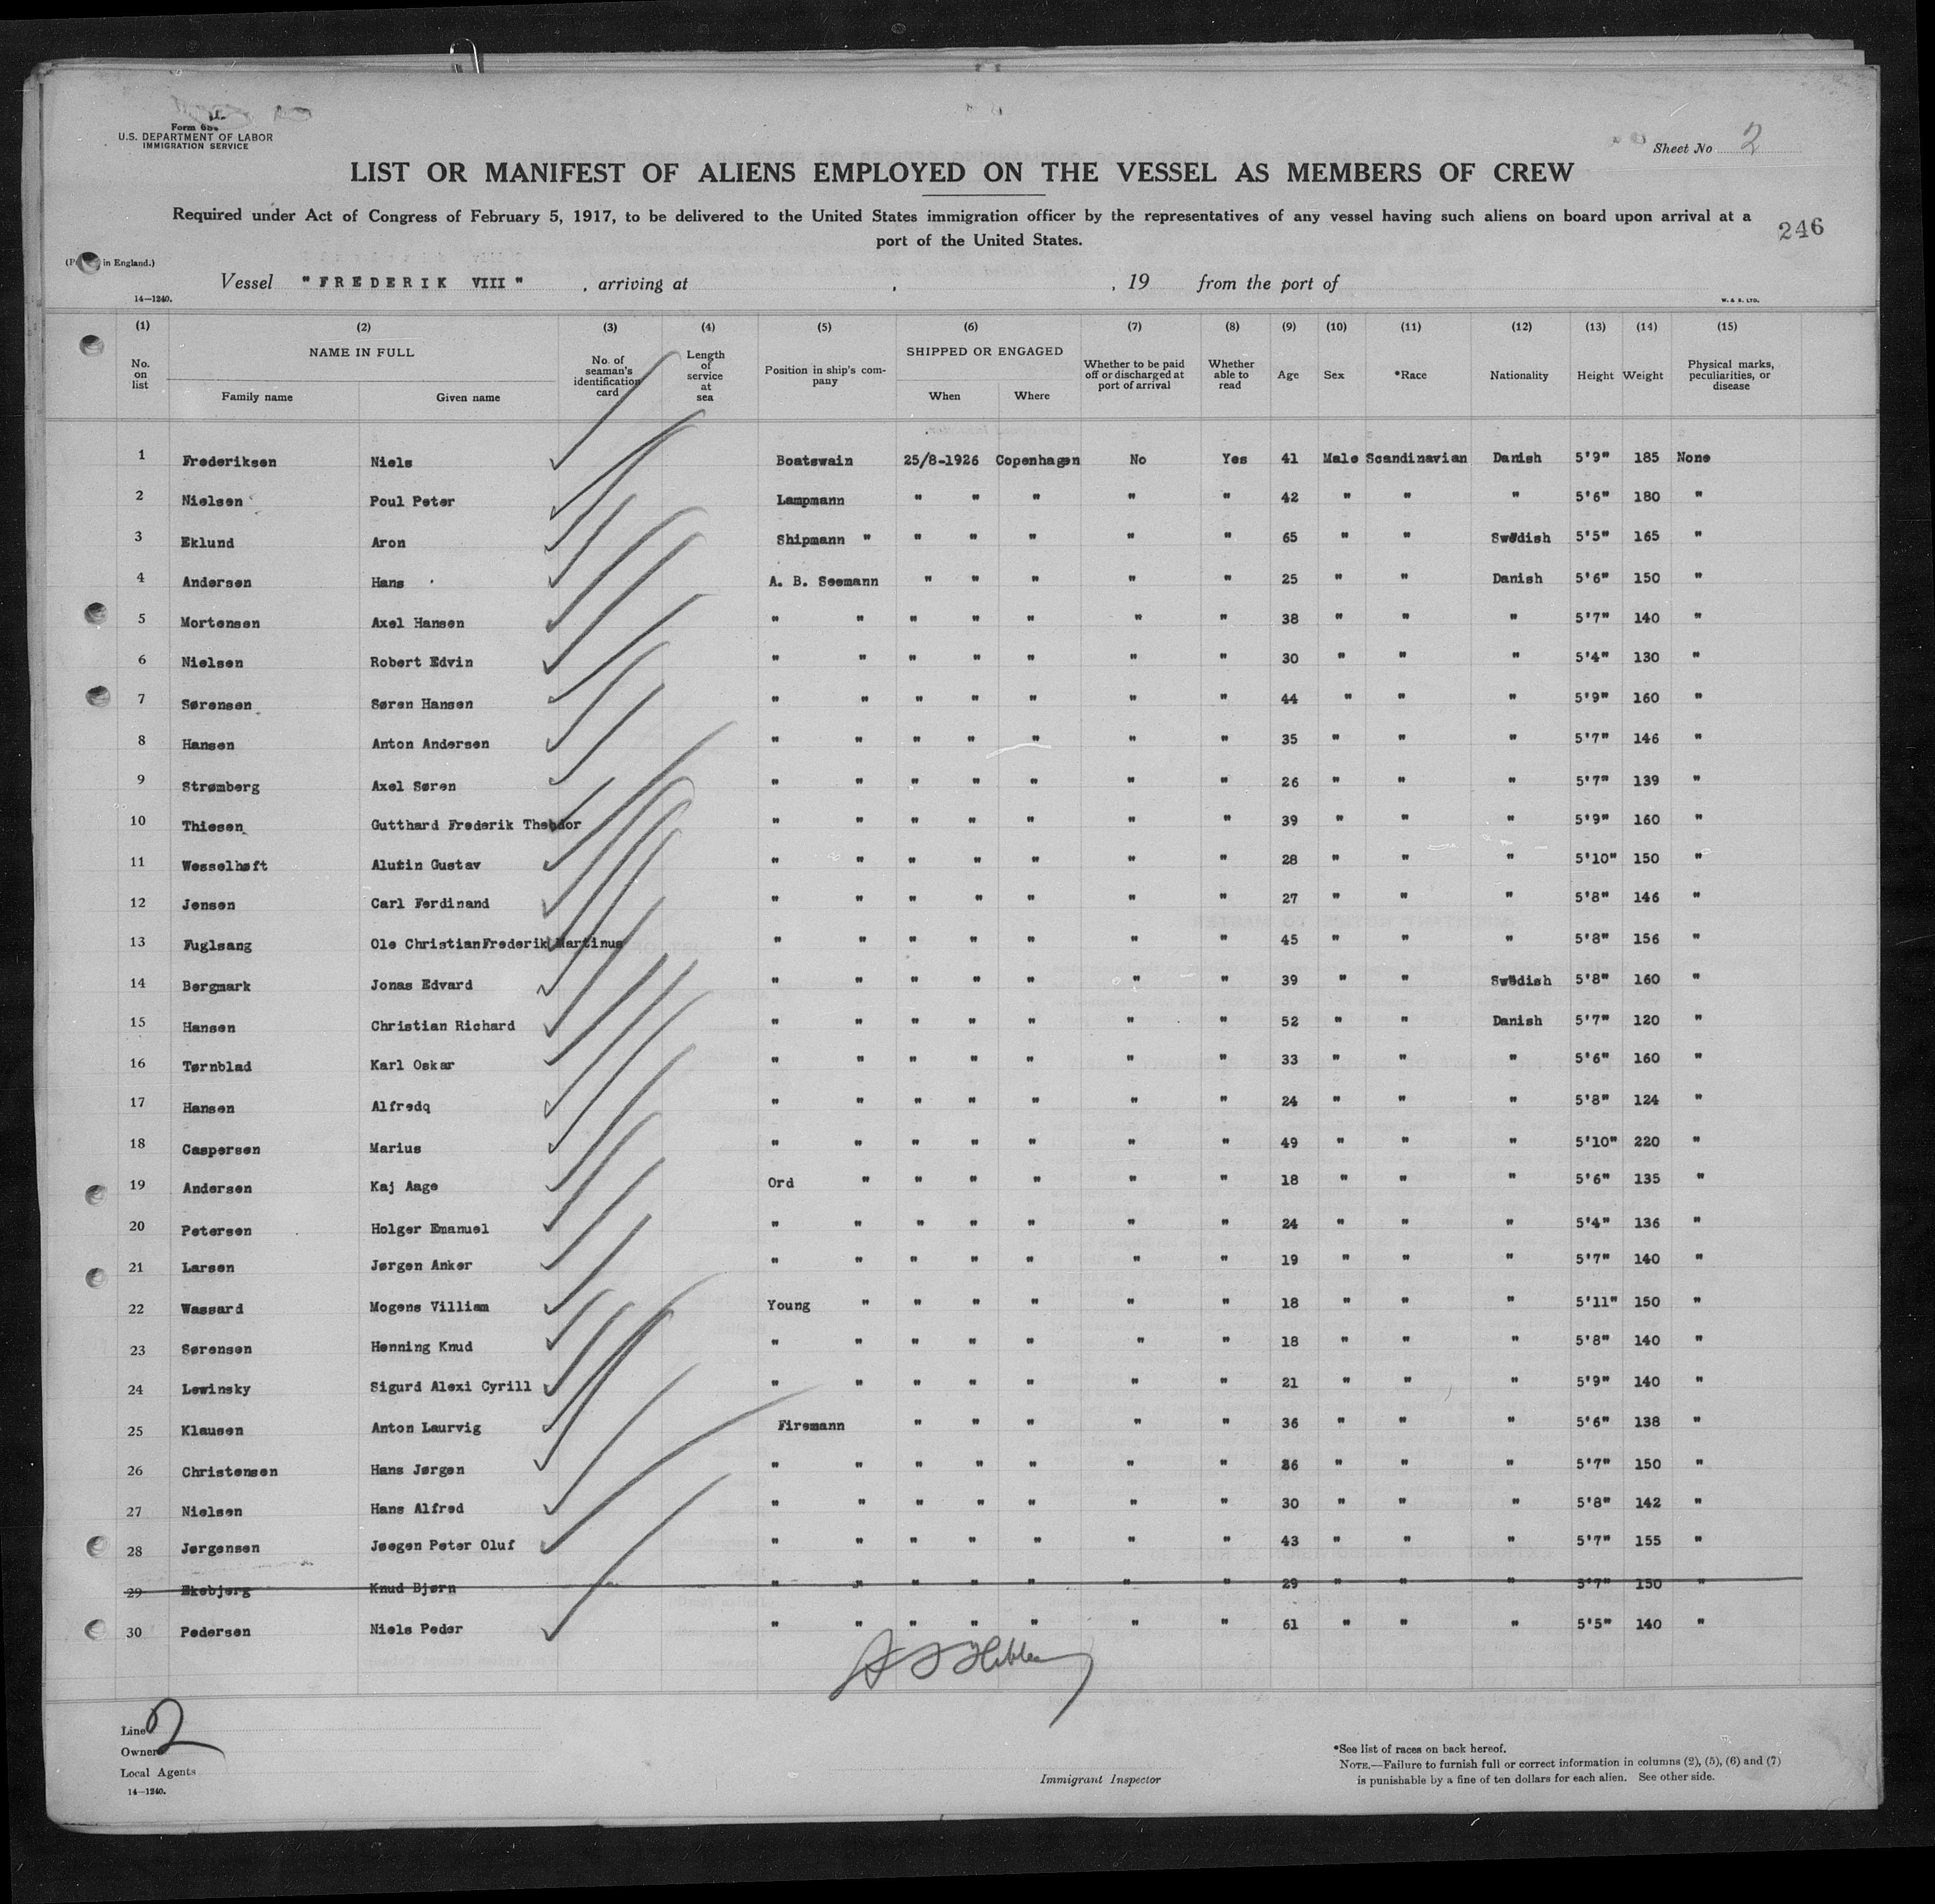 Form 68
U.S. DEPARTMENT OF LABOR
IMMIGRATION SERVICE
Sheet No 2
LIST OR MANIFEST OF ALIENS EMPLOYED ON THE VESSEL AS MEMBERS OF CREW
Required under Act of Congress of February 5, 1917, to be delivered to the United States immigration officer by the representatives of any vessel having such aliens on board upon arrival at a
port of the United States.
246
in England.)
Vessel "FREDERIK VIII", arriving at , , 19 from the port of
14—1240.
W. & S. LTD.
(1) (2) (3) (4) (5) (6) (7) (8) (9) (10) (11) (12) (13) (14) (15)
No. on list NAME IN FULL Family name Given name No. of seaman's identification card Length of service at sea Position in ship's company SHIPPED OR ENGAGED When Where Whether to be paid off or discharged at port of arrival Whether able to read Age Sex *Race Nationality Height Weight Physical marks, peculiarities, or disease
1 Frederiksen Niels Boatswain 25/8-1926 Copenhagen No Yes 41 Male Scandinavian Danish 5'9" 185 None
2 Nielsen Poul Peter Lampmann " " " " " 42 " " " 5'6" 180 "
3 Eklund Aron Shipmann " " " " " " 65 " " Swedish 5'5" 165 "
4 Andersen Hans A. B. Seemann " " " " " 25 " " Danish 5'6" 150 "
5 Mortensen Axel Hansen " " " " " " " 38 " " " 5'7" 140 "
6 Nielsen Robert Edvin " " " " " " " 30 " " " 5'4" 130 "
7 Sørensen Søren Hansen " " " " " " " 44 " " " 5'9" 160 "
8 Hansen Anton Andersen " " " " " " " 35 " " " 5'7" 146 "
9 Strømberg Axel Søren " " " " " " " 26 " " " 5'7" 139 "
10 Thiesen Gutthard Frederik Theodor " " " " " " " 39 " " " 5'9" 160 "
11 Wesselhøft Gustav " " " " " " " 28 " " " 5'10" 150 "
12 Jensen Carl Ferdinand " " " " " " " 27 " " " 5'8" 146 "
13 Fuglsang Ole ChristianFrederik Martinus " " " " " " " 45 " " " 5'8" 156 "
14 Bergmark Jonas Edvard " " " " " " " 39 " " Swedish 5'8" 160 "
15 Hansen Christian Richard " " " " " " " 52 " " Danish 5'7" 120 "
16 Tørnblad Karl Oskar " " " " " " " 33 " " " 5'6" 160 "
17 Hansen Alfredq " " " " " " " 24 " " " 5'8" 124 "
18 Caspersen Marius " " " " " " " 49 " " " 5'10" 220 "
19 Andersen Kaj Aage Ord " " " " " " 18 " " " 5'6" 135 "
20 Petersen Holger Emanuel " " " " " " " 24 " " " 5'4" 136 "
21 Larsen Jørgen Anker " " " " " " " 19 " " " 5'7" 140 "
22 Wassard Mogens Villiam Young " " " " " " 18 " " " 5'11" 150 "
23 Sørensen Henning Knud " " " " " " " 18 " " " 5'8" 140 "
24 Lewinsky Sigurd Alexi Cyrill " " " " " " " 21 " " " 5'9" 140 "
25 Klausen Anton Laurvig Firemann " " " " " 36 " " " 5'6" 138 "
26 Christensen Hans Jørgen " " " " " " " " " " 5'7" 150 "
27 Nielsen Hans Alfred " " " " " " " 30 " " " 5'8" 142 "
28 Jørgensen Jøegen Peter Oluf " " " " " " " 43 " " " 5'7" 155 "
29 Ekebjerg Knud Bjørn " " " " " " " 29 " " " 5'7" 150 "
30 Pedersen Niels Peder " " " " " " " 61 " " " 5'5" 140 "
Line
2
Owner
Local Agents
14—1240.
Immigrant Inspector
*See list of races on back hereof.
NOTE.—Failure to furnish full or correct information in columns (2), (5), (6) and (7)
is punishable by a fine of ten dollars for each alien. See other side.